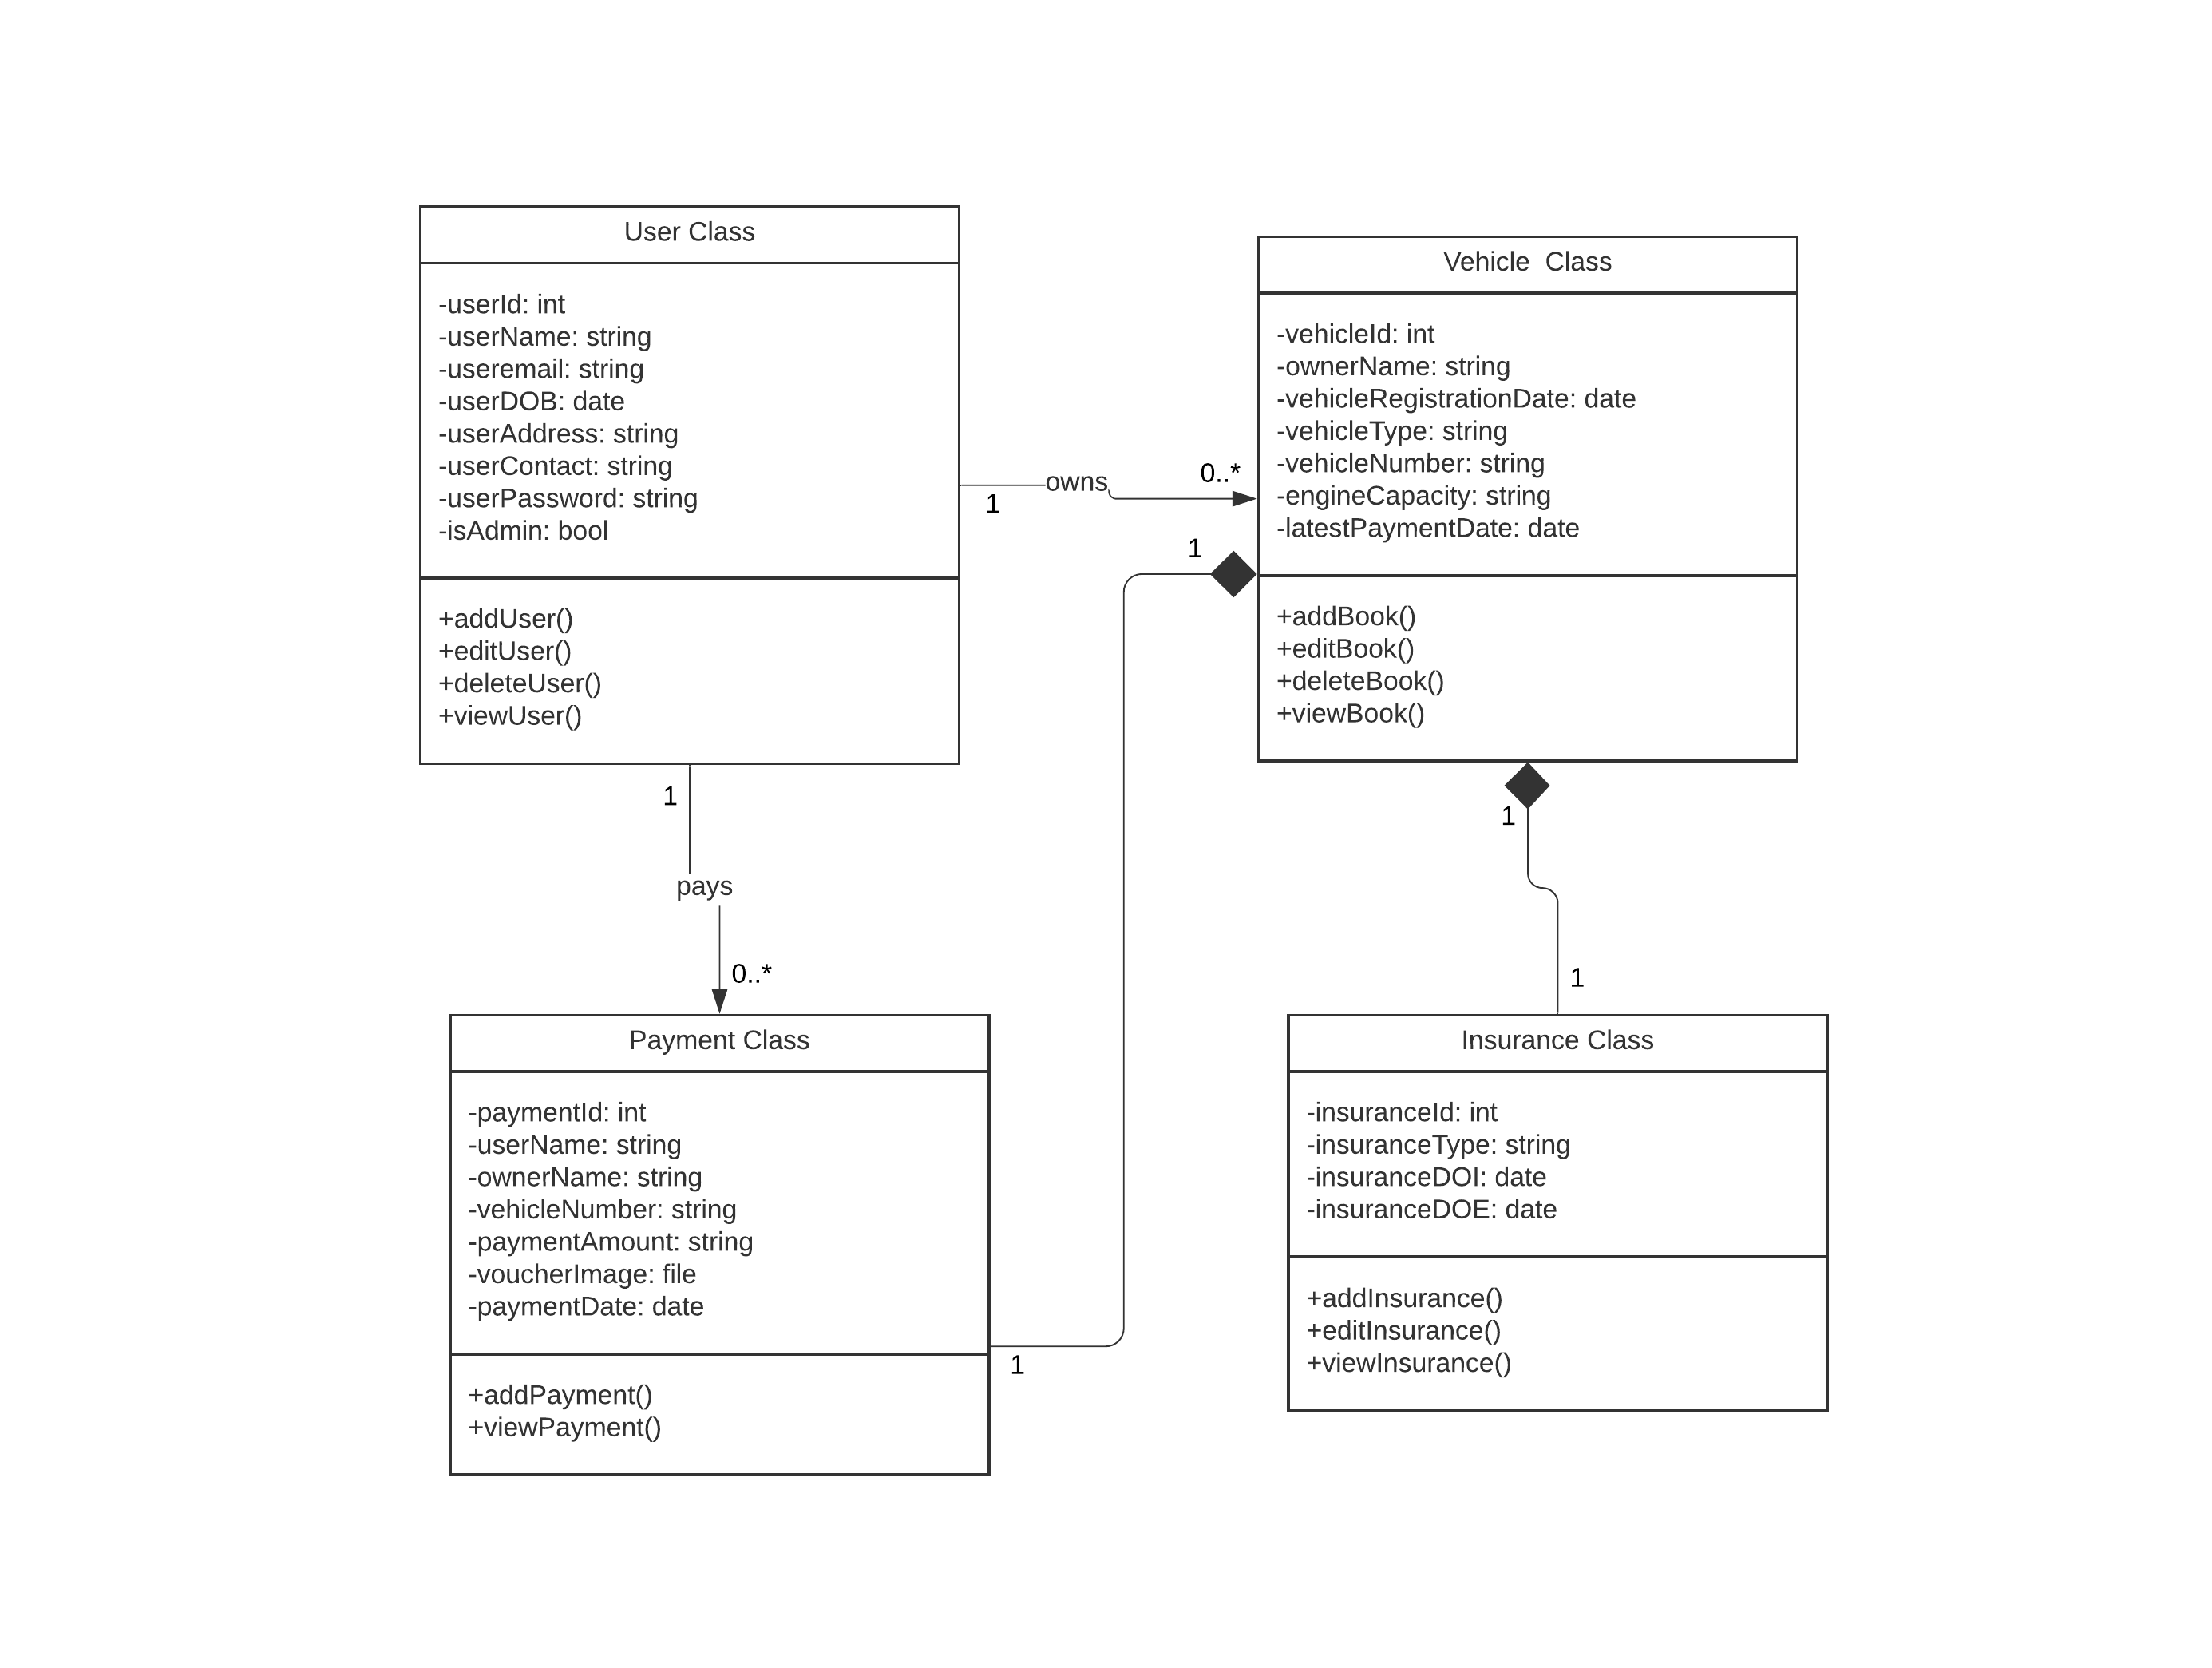 User Class
-userId: int
-userName: string
-useremail: string
-userDOB: date
-userAddress: string
-userContact: string
-userPassword: string
-isAdmin: bool
+addUser()
+editUser()
+deleteUser()
+viewUser()
1
owns
0..*
Vehicle  Class
-vehicleId: int
-ownerName: string
-vehicleRegistrationDate: date
-vehicleType: string
-vehicleNumber: string
-engineCapacity: string
-latestPaymentDate: date
+addBook()
+editBook()
+deleteBook()
+viewBook()
1
1
pays
0..*
1
1
Payment Class
-paymentId: int
-userName: string
-ownerName: string
-vehicleNumber: string
-paymentAmount: string
-voucherImage: file
-paymentDate: date
+addPayment()
+viewPayment()
1
Insurance Class
-insuranceId: int
-insuranceType: string
-insuranceDOI: date
-insuranceDOE: date
+addInsurance()
+editInsurance()
+viewInsurance()